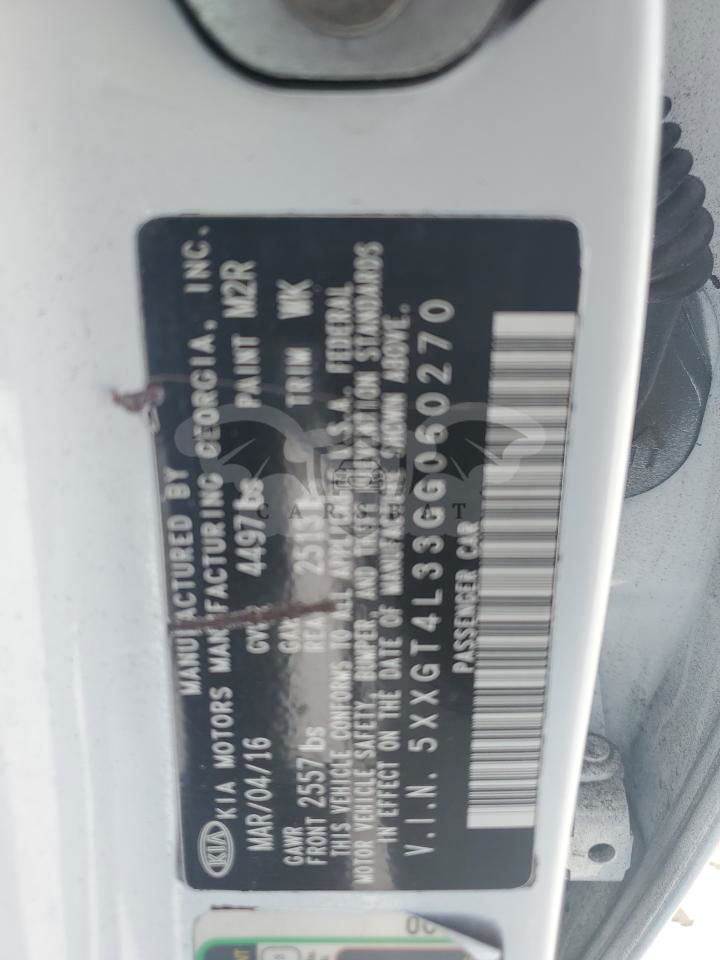 MANUFACTURED BY
KIA KIA MOTORS MANUFACTURING GEORGIA, INC.
MAR/04/16 4497 lbs PAINT M2R
GAWR FRONT 2557 lbs TRIM WK
THIS VEHICLE CONFORMS TO ALL U.S.A. FEDERAL
MOTOR VEHICLE SAFETY, BUMPER, AND THEFT PREVENTION STANDARDS
IN EFFECT ON THE DATE OF MANUFACTURE SHOWN ABOVE.
V.I.N. 5XXGT4L33GG060270
PASSENGER CAR
CARSBAT